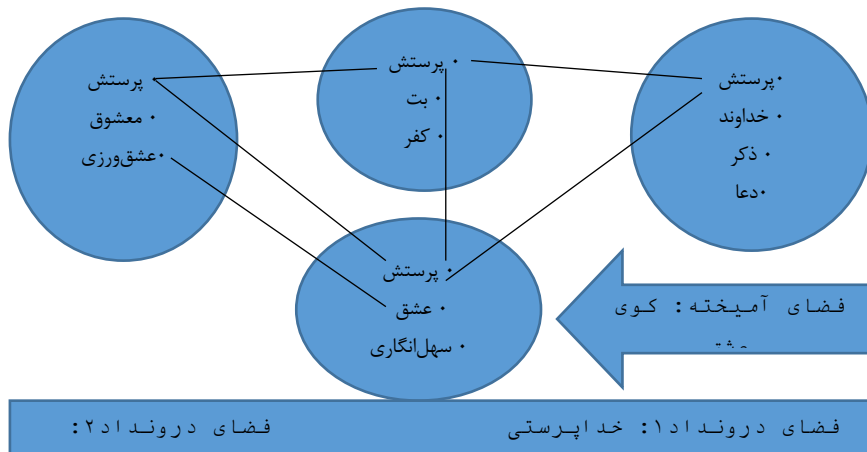 پرستش
خداوند
ذکر
دعا
پرستش
بت
کفر
پرستش
معشوق
عشق‌ورزی
پرستش
عشق
سهل‌انگاری
فضای آمیخته: کوی
فضای درونداد۱: خداپرستی فضای درونداد۲: